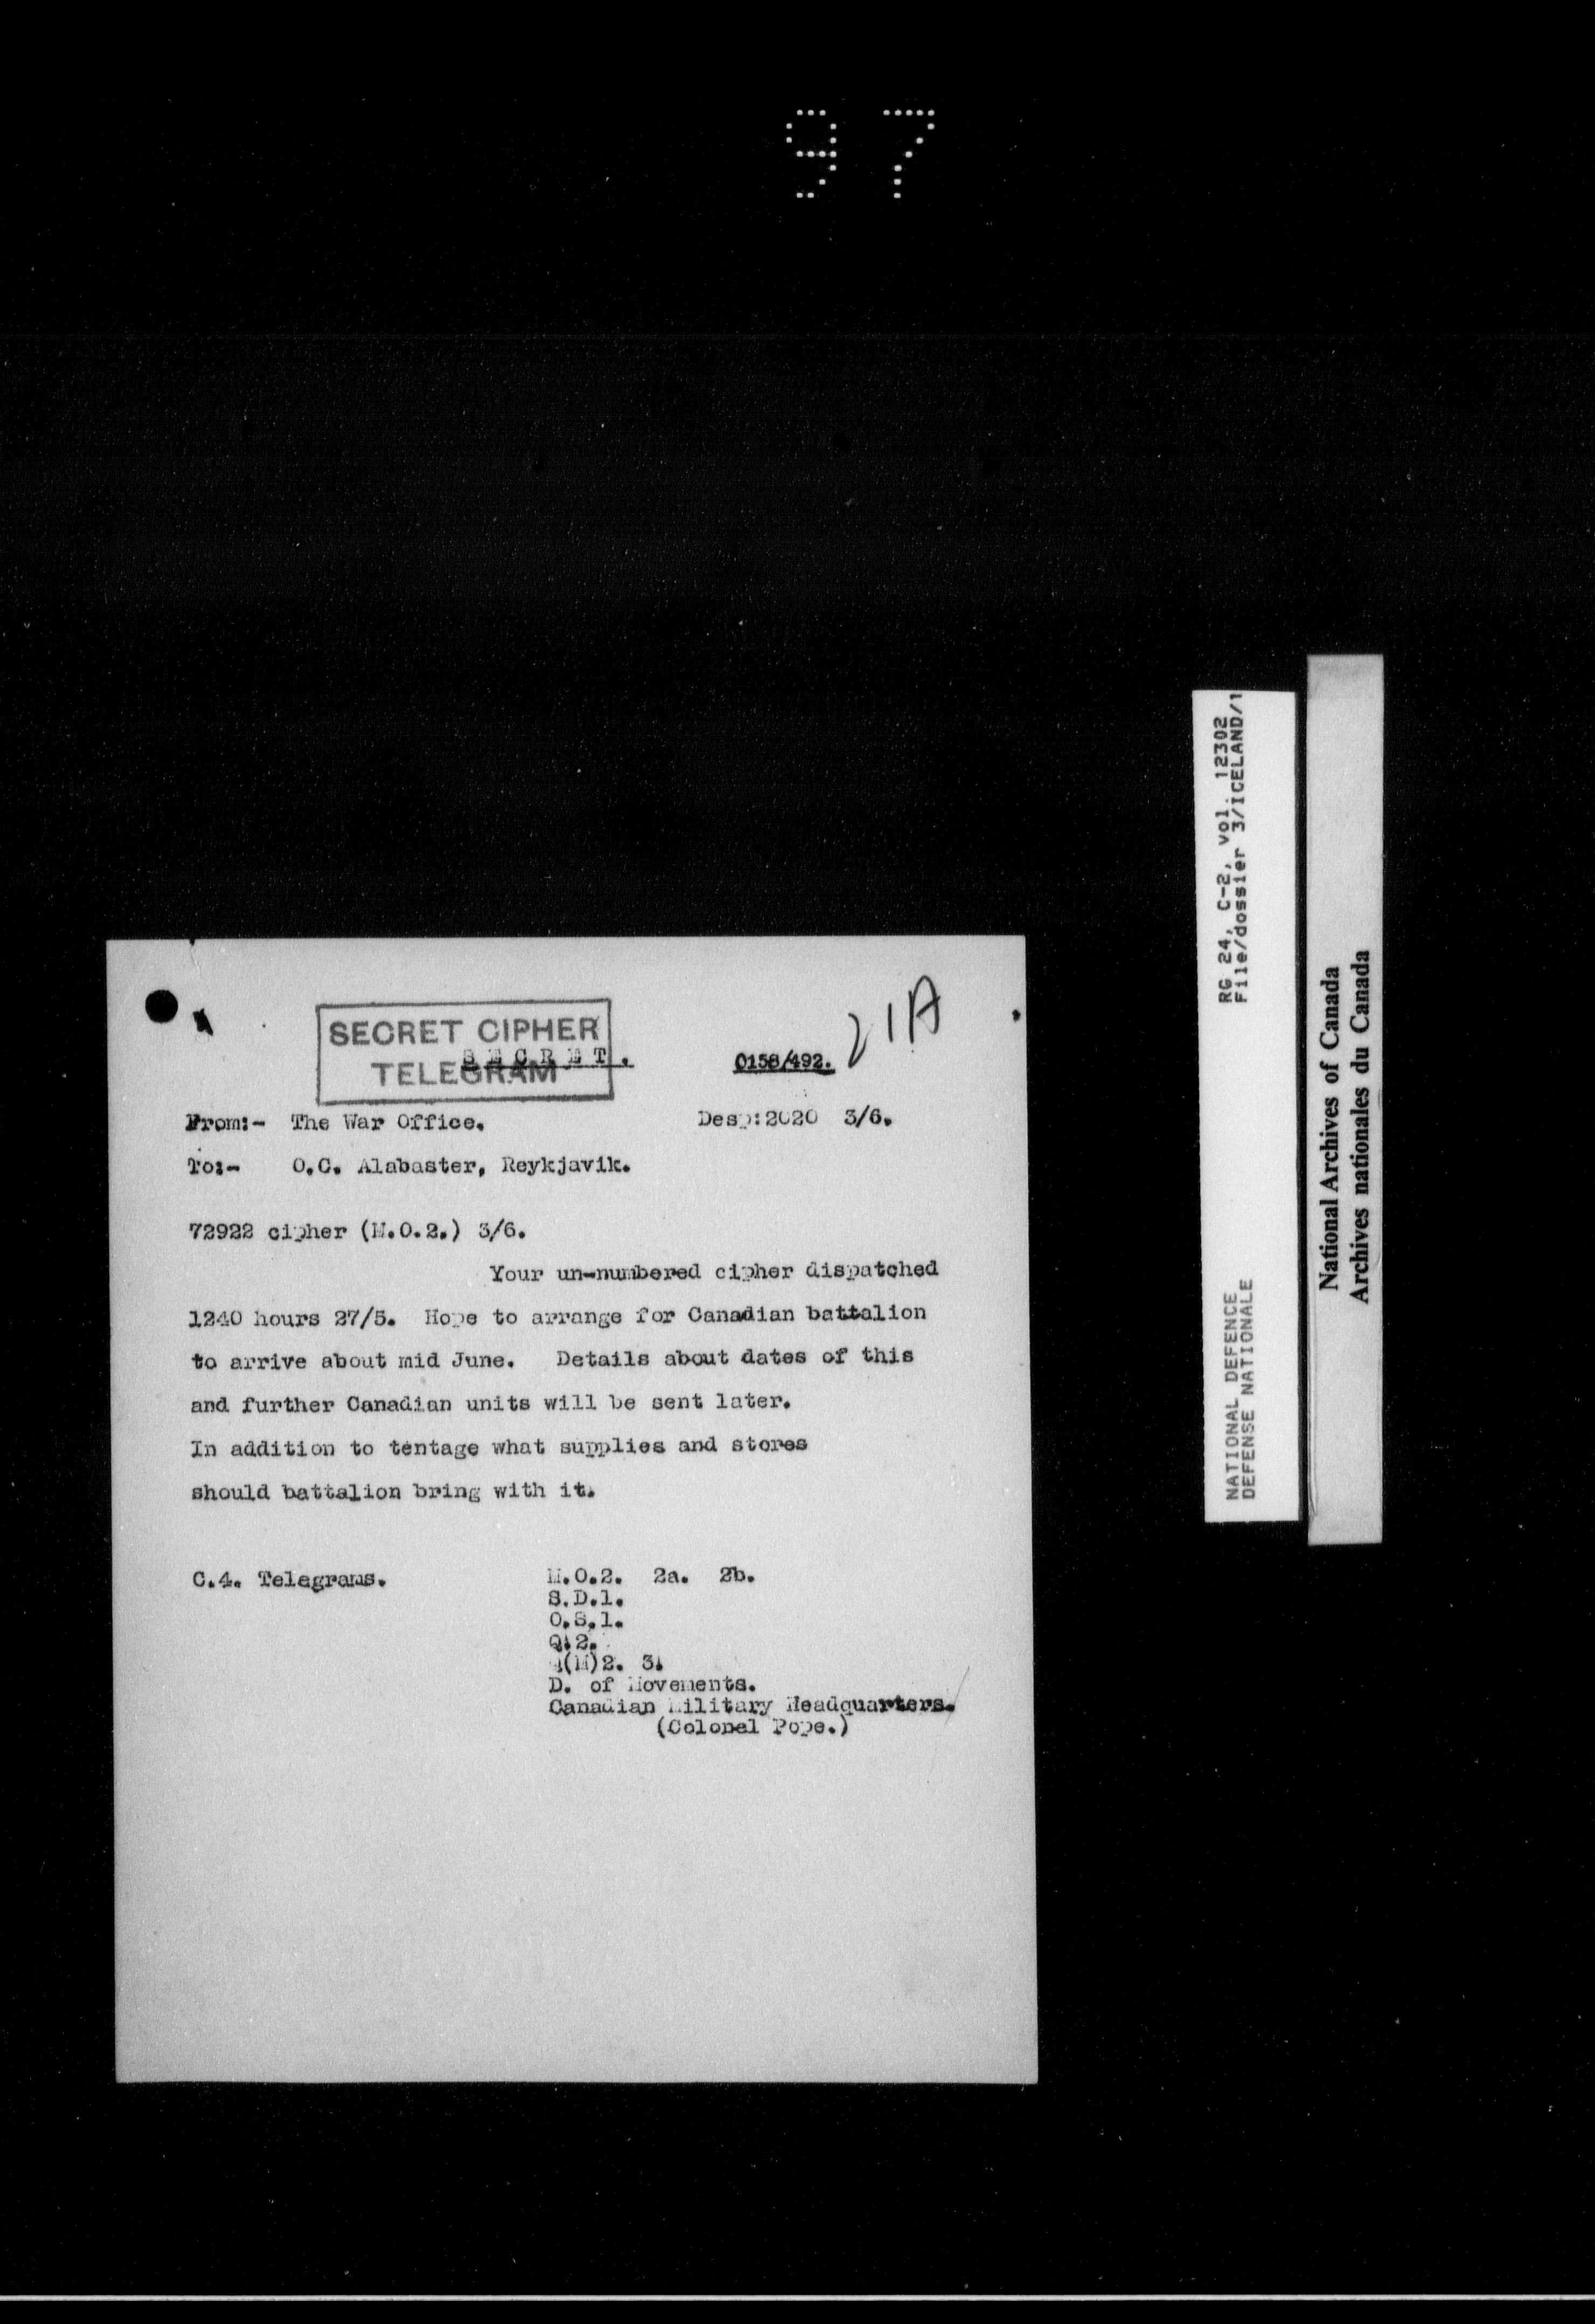 97
SECRET CIPHER
TELEGRAM
SECRET.
0156/492.
21A
From:- The War Office.
Desp:2020 3/6.
To:- O.C. Alabaster, Reykjavik.
72922 cipher (M.O.2.) 3/6.
Your un-numbered cipher dispatched
1240 hours 27/5. Hope to arrange for Canadian battalion
to arrive about mid June. Details about dates of this
and further Canadian units will be sent later.
In addition to tentage what supplies and stores
should battalion bring with it.
C.4. Telegrams.
M.O.2. 2a. 2b.
S.D.1.
O.S.1.
Q.2.
Q(M)2. 3.
D. of Movements.
Canadian Military Headquarters.
(Colonel Pope.)
RG 24, C-2, vol. 12302
File/dossier 3/ICELAND/1
NATIONAL DEFENCE
DEFENSE NATIONALE
National Archives of Canada
Archives nationales du Canada